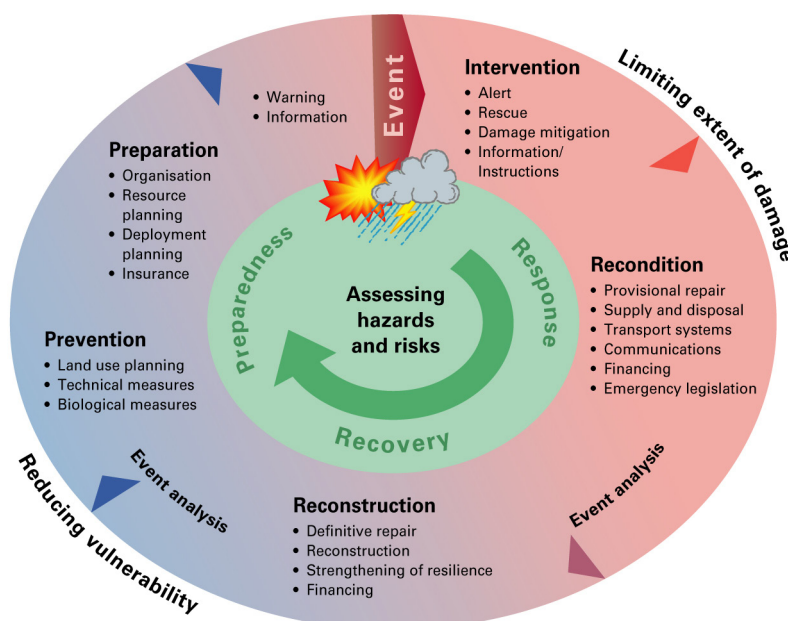 Event
Intervention
• Alert
• Rescue
• Damage mitigation
• Information/
Instructions
Limiting extent of damage
Recondition
• Provisional repair
• Supply and disposal
• Transport systems
• Communications
• Financing
• Emergency legislation
Event analysis
Reconstruction
• Definitive repair
• Reconstruction
• Strengthening of resilience
• Financing
Event analysis
Reducing vulnerability
Prevention
• Land use planning
• Technical measures
• Biological measures
Preparation
• Organisation
• Resource
planning
• Deployment
planning
• Insurance
• Warning
• Information
Assessing
hazards
and risks
Response
Recovery
Preparedness